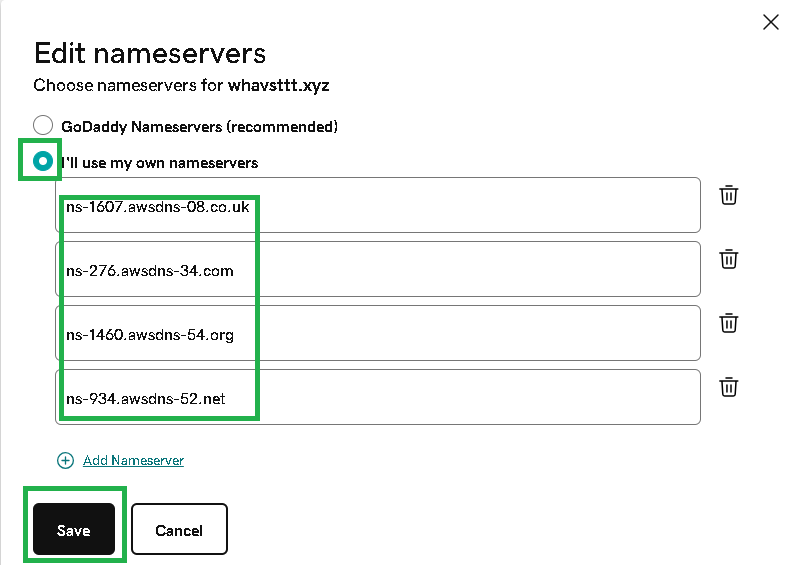 Edit nameservers
Choose nameservers for whavsttt.xyz
GoDaddy Nameservers (recommended)
I'll use my own nameservers
ns-1607.awsdns-08.co.uk
ns-276.awsdns-34.com
ns-1460.awsdns-54.org
ns-934.awsdns-52.net
Add Nameserver
Save Cancel